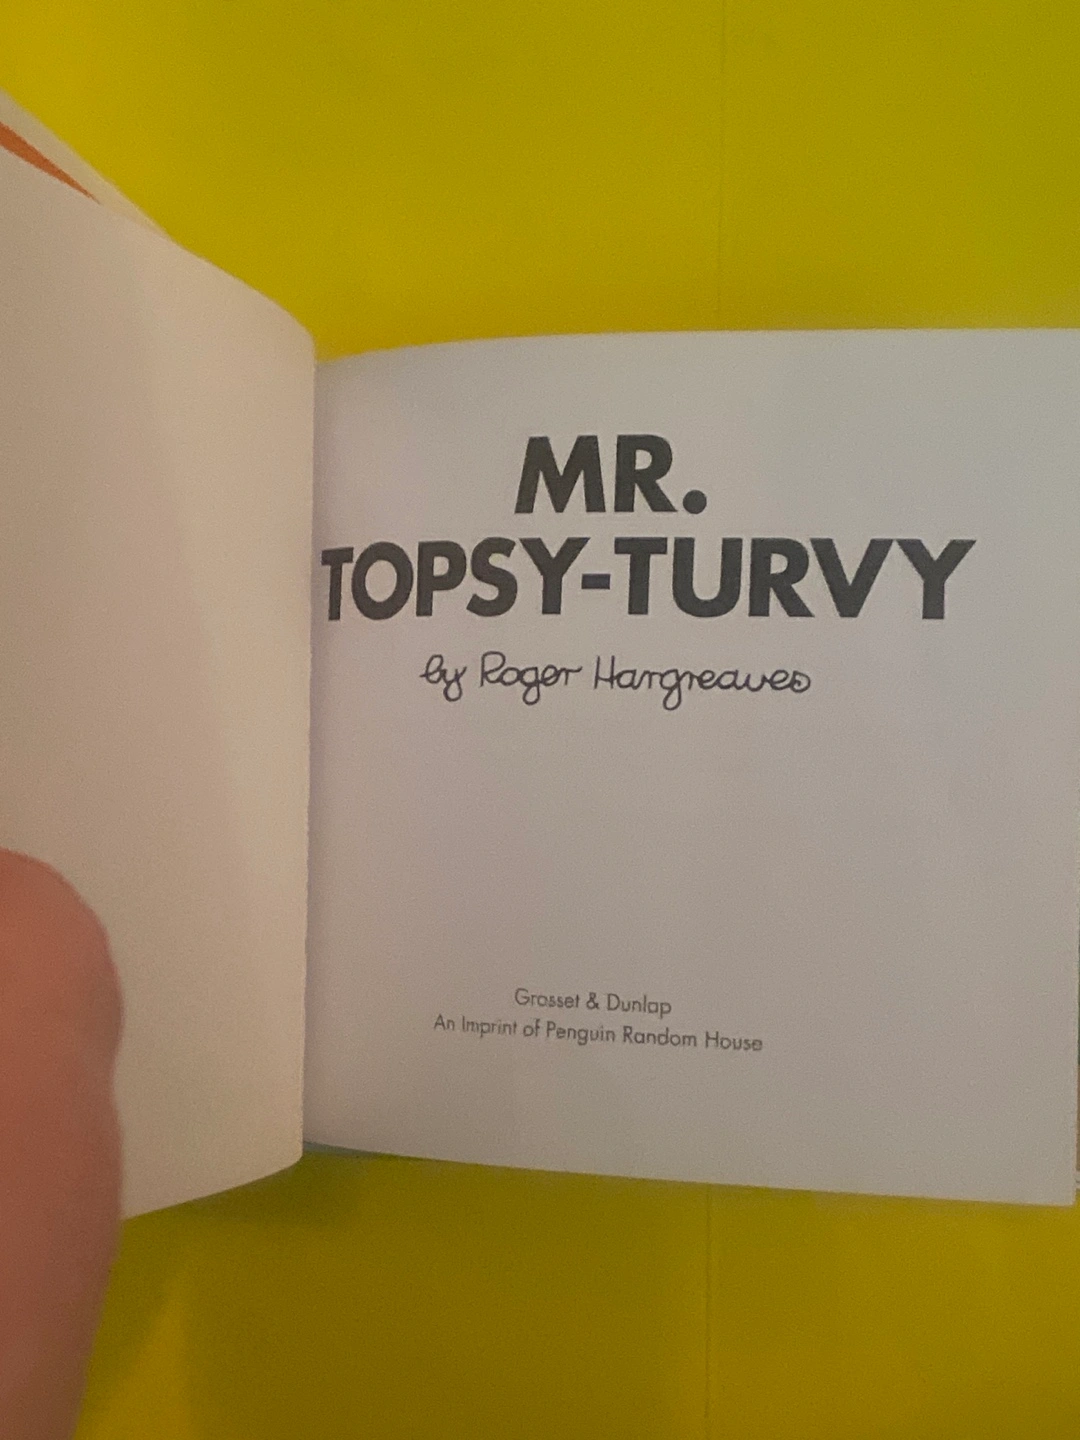 MR.
TOPSY-TURVY
by Roger Hargreaves
Grosset & Dunlap
An Imprint of Penguin Random House